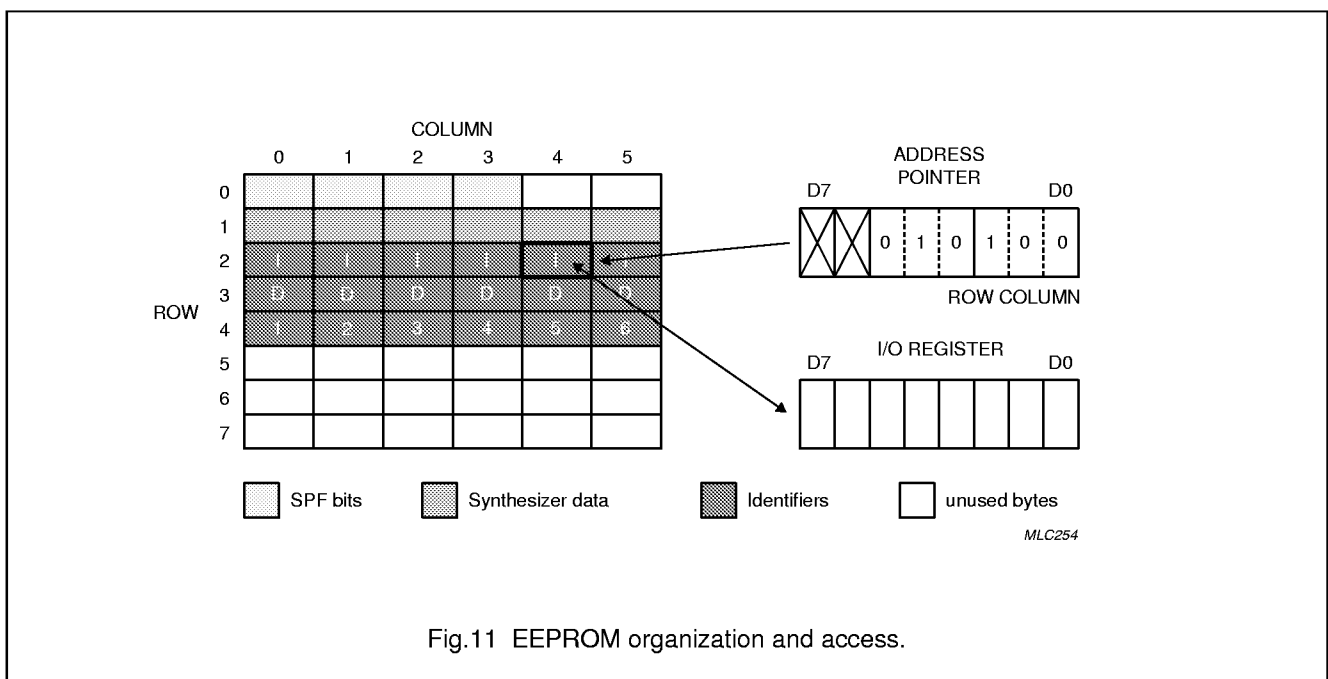 COLUMN
0 1 2 3 4 5
ROW
0
1
2 I I I I I I
3 D D D D D D
4 1 2 3 4 5 6
5
6
7
ADDRESS
POINTER
D7 D0
0 1 0 1 0 0
ROW COLUMN
I/O REGISTER
D7 D0
SPF bits Synthesizer data Identifiers unused bytes
MLC254
Fig.11 EEPROM organization and access.